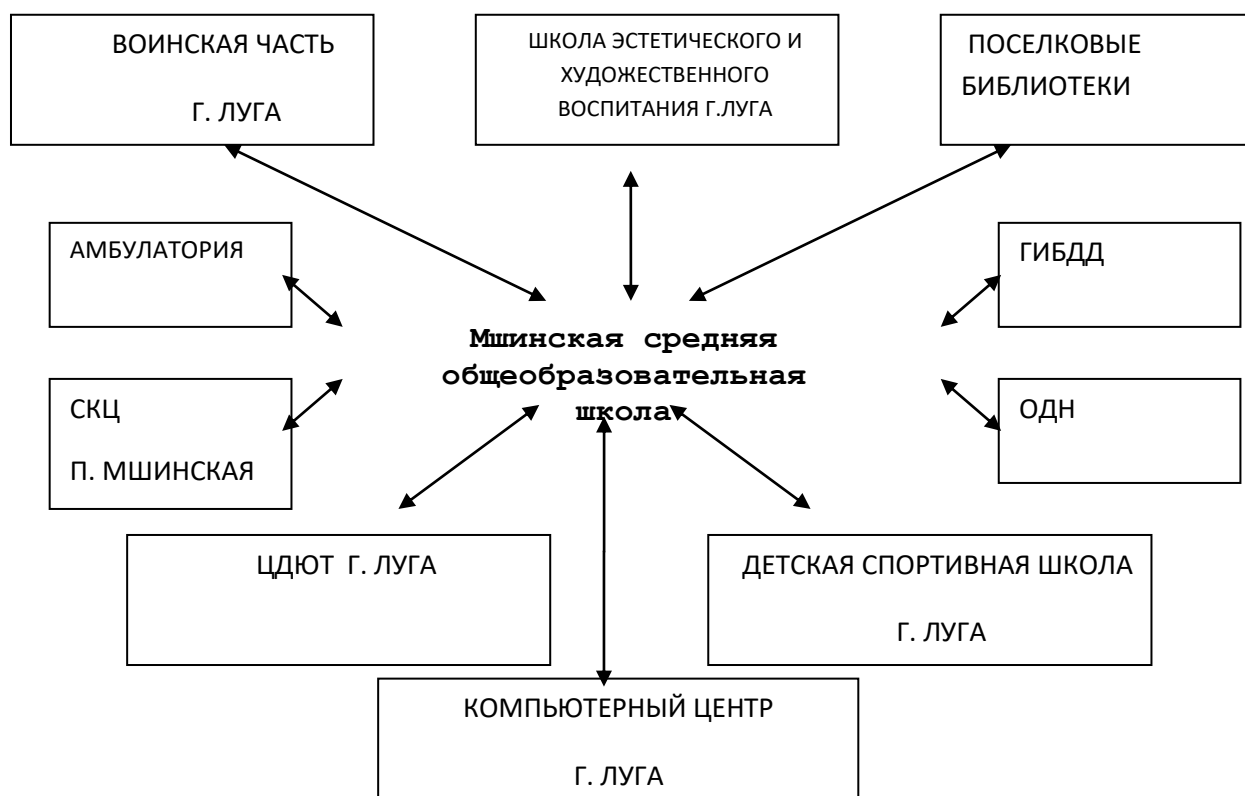 ВОИНСКАЯ ЧАСТЬ
Г. ЛУГА
ШКОЛА ЭСТЕТИЧЕСКОГО И
ХУДОЖЕСТВЕННОГО
ВОСПИТАНИЯ Г.ЛУГА
ПОСЕЛКОВЫЕ
БИБЛИОТЕКИ
АМБУЛАТОРИЯ
ГИБДД
Мшинская средняя
общеобразовательная
школа
СКЦ
П. МШИНСКАЯ
ОДН
ЦДЮТ Г. ЛУГА
ДЕТСКАЯ СПОРТИВНАЯ ШКОЛА
Г. ЛУГА
КОМПЬЮТЕРНЫЙ ЦЕНТР
Г. ЛУГА